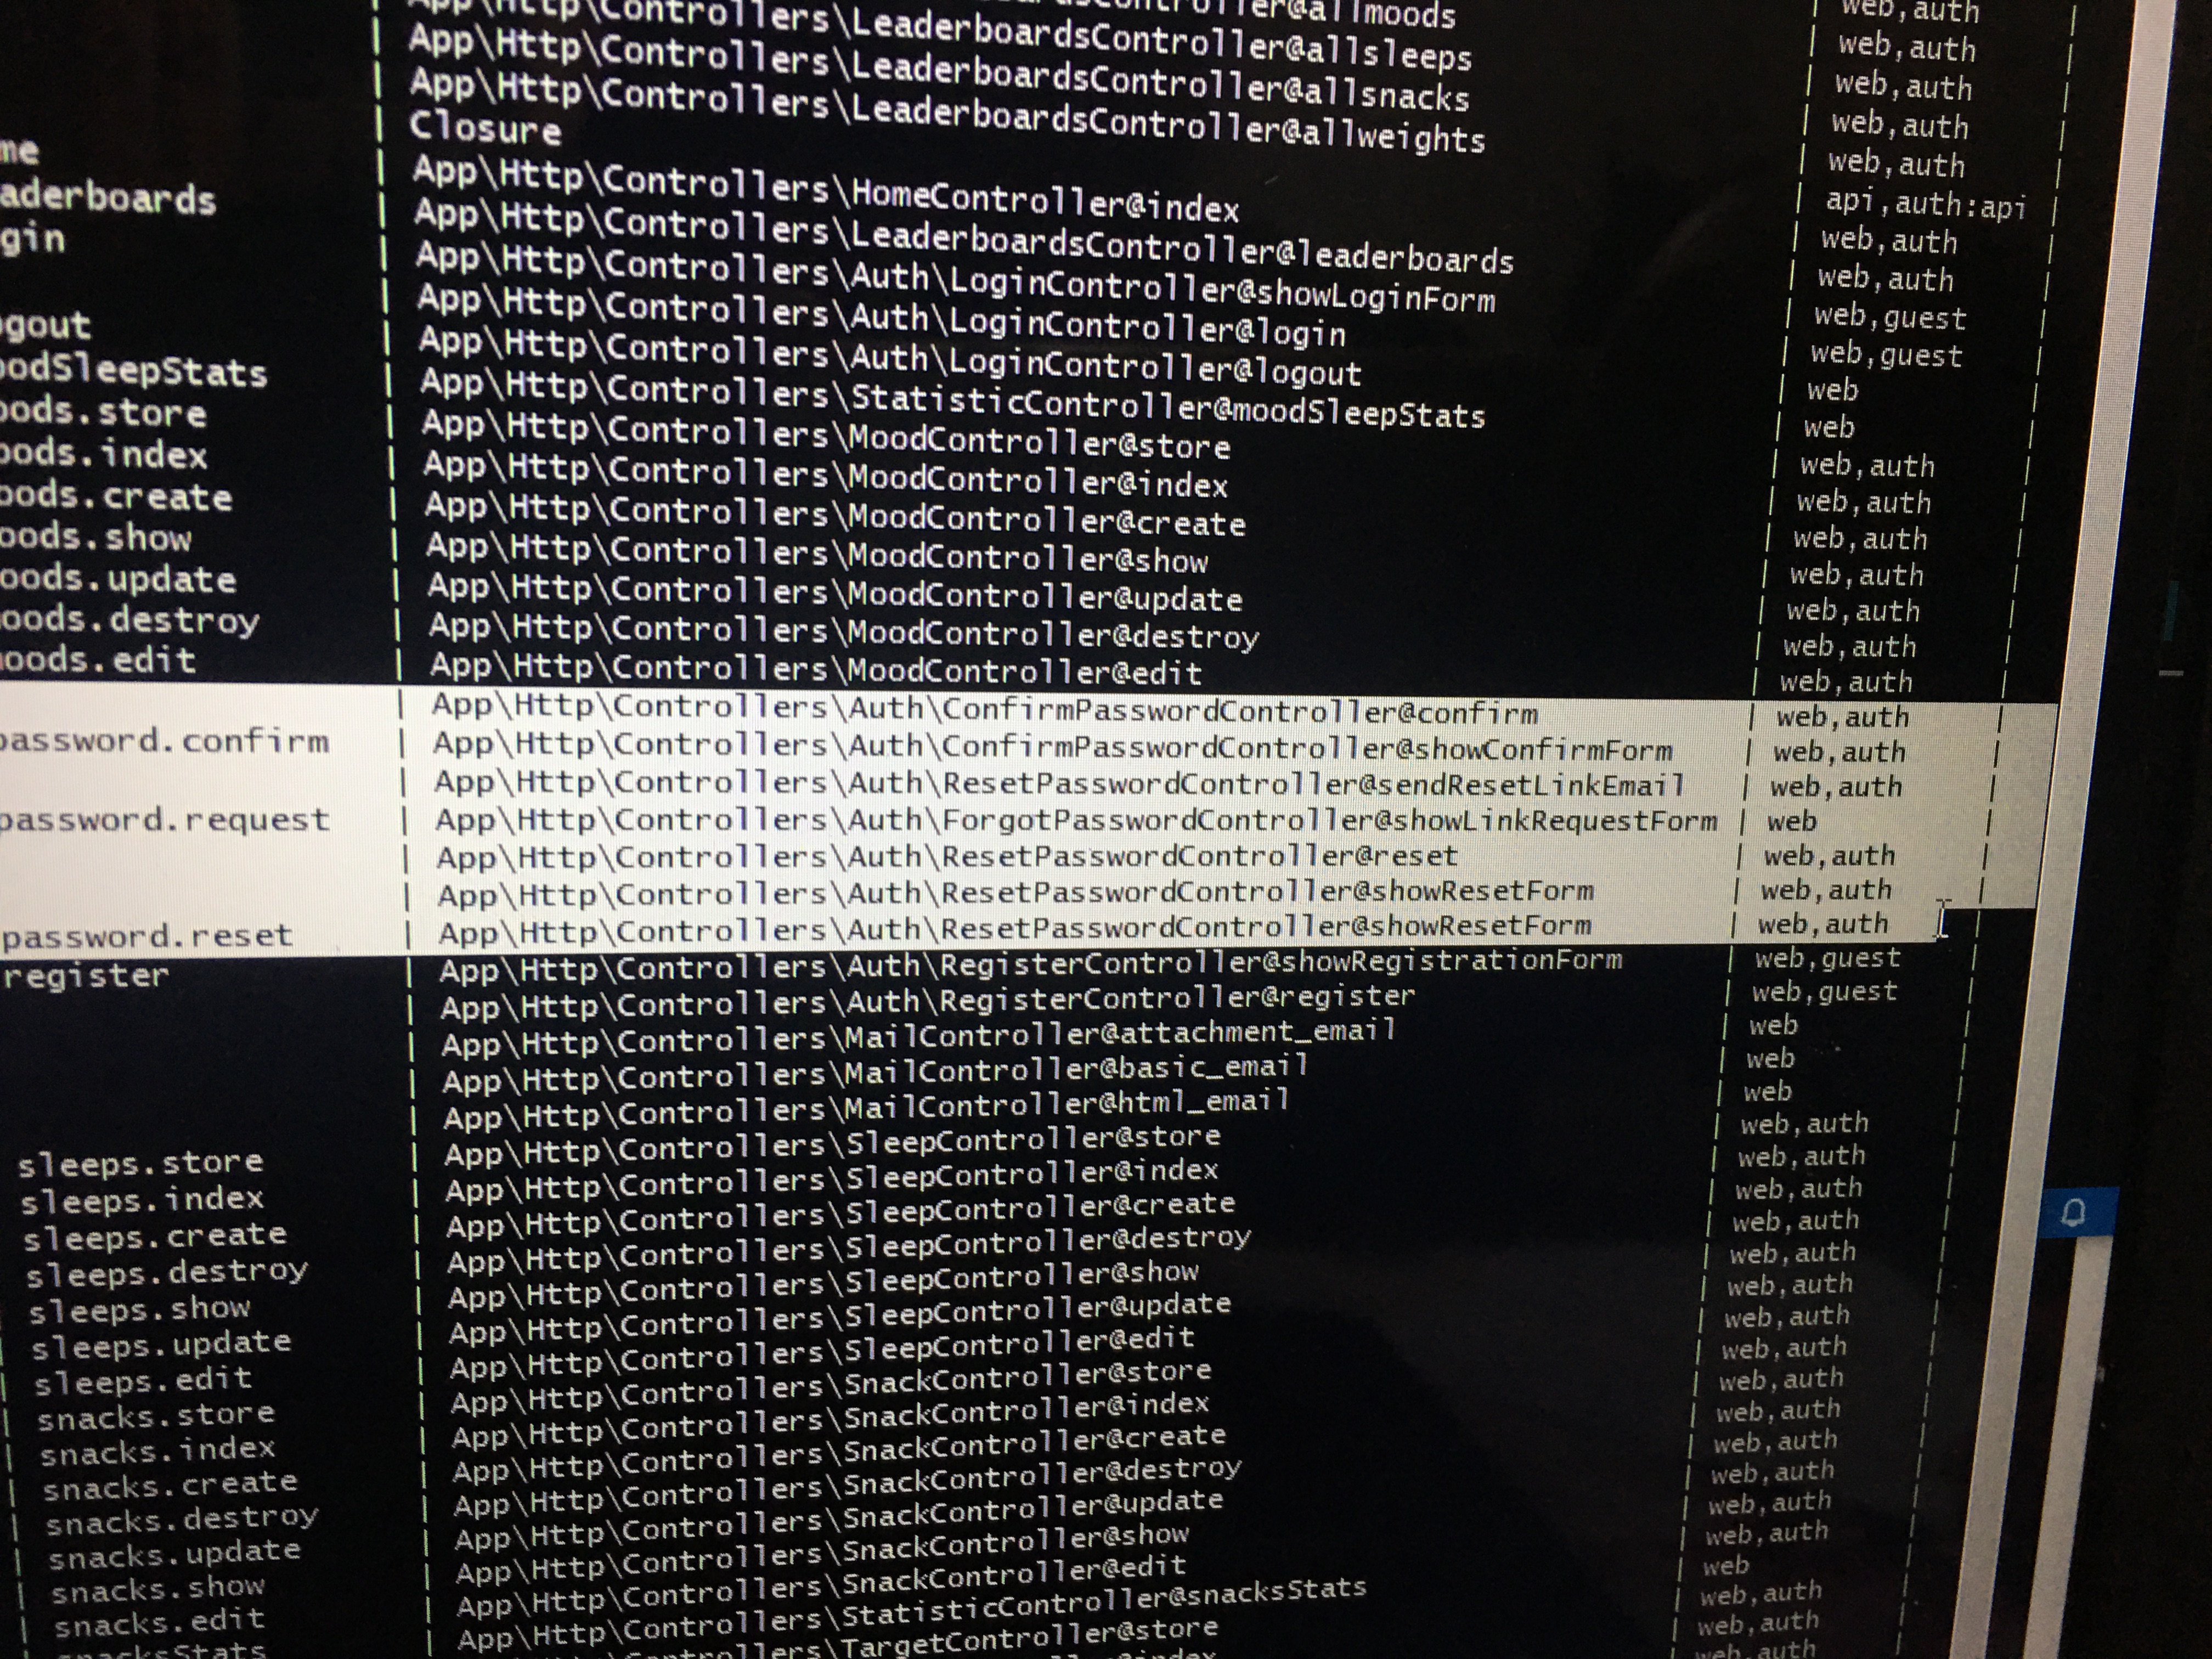 web,auth |
App\Http\Controllers\LeaderboardsController@allmoods | web,auth |
| App\Http\Controllers\LeaderboardsController@allsleeps | web,auth |
| App\Http\Controllers\LeaderboardsController@allsnacks | web,auth |
| App\Http\Controllers\LeaderboardsController@allweights | web,auth |
| Closure | api,auth:api |
me | App\Http\Controllers\HomeController@index | web,auth |
aderboards | App\Http\Controllers\LeaderboardsController@leaderboards | web,auth |
gin | App\Http\Controllers\Auth\LoginController@showLoginForm | web,guest |
| App\Http\Controllers\Auth\LoginController@login | web,guest |
ogout | App\Http\Controllers\Auth\LoginController@logout | web |
oodSleepStats | App\Http\Controllers\StatisticController@moodSleepStats | web |
oods.store | App\Http\Controllers\MoodController@store | web,auth |
oods.index | App\Http\Controllers\MoodController@index | web,auth |
oods.create | App\Http\Controllers\MoodController@create | web,auth |
oods.show | App\Http\Controllers\MoodController@show | web,auth |
oods.update | App\Http\Controllers\MoodController@update | web,auth |
oods.destroy | App\Http\Controllers\MoodController@destroy | web,auth |
oods.edit | App\Http\Controllers\MoodController@edit | web,auth |
| App\Http\Controllers\Auth\ConfirmPasswordController@confirm | web,auth |
password.confirm | App\Http\Controllers\Auth\ConfirmPasswordController@showConfirmForm | web,auth |
| App\Http\Controllers\Auth\ResetPasswordController@sendResetLinkEmail | web,auth |
password.request | App\Http\Controllers\Auth\ForgotPasswordController@showLinkRequestForm | web |
| App\Http\Controllers\Auth\ResetPasswordController@reset | web,auth |
| App\Http\Controllers\Auth\ResetPasswordController@showResetForm | web,auth |
password.reset | App\Http\Controllers\Auth\ResetPasswordController@showResetForm | web,auth |
register | App\Http\Controllers\Auth\RegisterController@showRegistrationForm | web,guest |
| App\Http\Controllers\Auth\RegisterController@register | web,guest |
| App\Http\Controllers\MailController@attachment_email | web |
| App\Http\Controllers\MailController@basic_email | web |
| App\Http\Controllers\MailController@html_email | web |
sleeps.store | App\Http\Controllers\SleepController@store | web,auth |
sleeps.index | App\Http\Controllers\SleepController@index | web,auth |
sleeps.create | App\Http\Controllers\SleepController@create | web,auth |
sleeps.destroy | App\Http\Controllers\SleepController@destroy | web,auth |
sleeps.show | App\Http\Controllers\SleepController@show | web,auth |
| sleeps.update | App\Http\Controllers\SleepController@update | web,auth |
| sleeps.edit | App\Http\Controllers\SleepController@edit | web,auth |
| snacks.store | App\Http\Controllers\SnackController@store | web,auth |
| snacks.index | App\Http\Controllers\SnackController@index | web,auth |
| snacks.create | App\Http\Controllers\SnackController@create | web,auth |
| snacks.destroy | App\Http\Controllers\SnackController@destroy | web,auth |
| snacks.update | App\Http\Controllers\SnackController@update | web,auth |
| snacks.show | App\Http\Controllers\SnackController@show | web,auth |
| snacks.edit | App\Http\Controllers\SnackController@edit | web,auth |
snacksStats | App\Http\Controllers\StatisticController@snacksStats | web |
App\Http\Controllers\TargetController@store | web,auth |
@index | web,auth |
web,auth